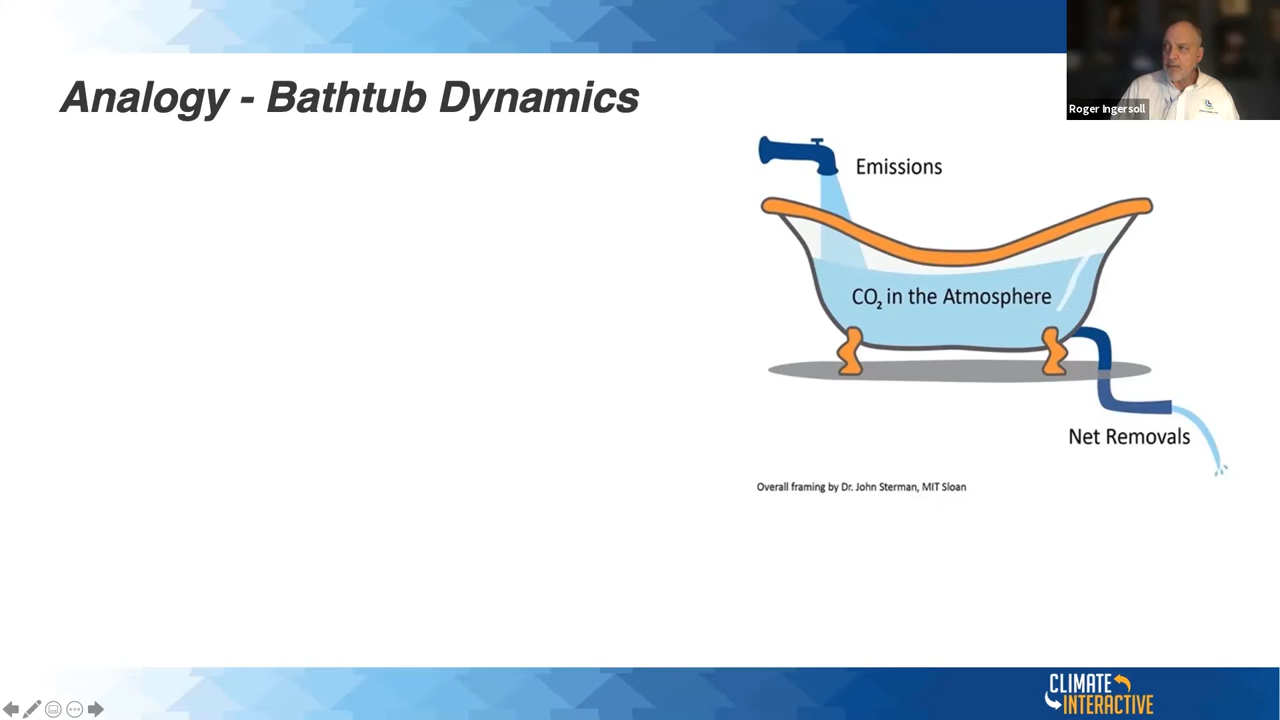 Analogy - Bathtub Dynamics
Roger Ingersoll
Emissions
CO₂ in the Atmosphere
Net Removals
Overall framing by Dr. John Sterman, MIT Sloan
CLIMATE
INTERACTIVE